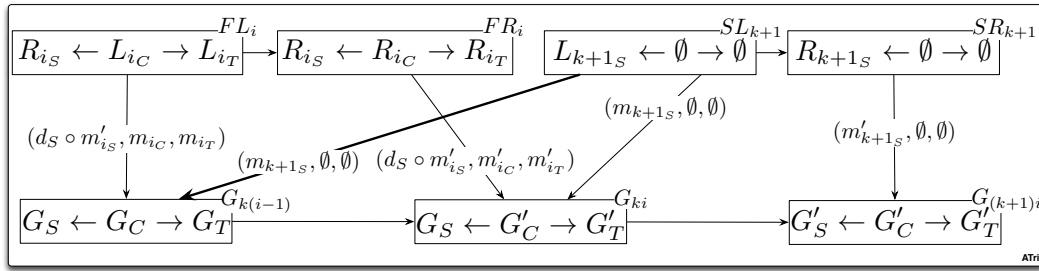 FL_i FR_i SL_{k+1} SR_{k+1}
R_{i_S} ← L_{i_C} → L_{i_T} R_{i_S} ← R_{i_C} → R_{i_T} L_{k+1_S} ← ∅ → ∅ R_{k+1_S} ← ∅ → ∅
(m_{k+1_S}, ∅, ∅)
(d_S ∘ m'_{i_S}, m_{i_C}, m_{i_T}) (m_{k+1_S}, ∅, ∅) (d_S ∘ m'_{i_S}, m'_{i_C}, m'_{i_T}) (m'_{k+1_S}, ∅, ∅)
G_{k(i−1)} G_{ki} G_{(k+1)i}
G_S ← G_C → G_T G_S ← G'_C → G'_T G'_S ← G'_C → G'_T